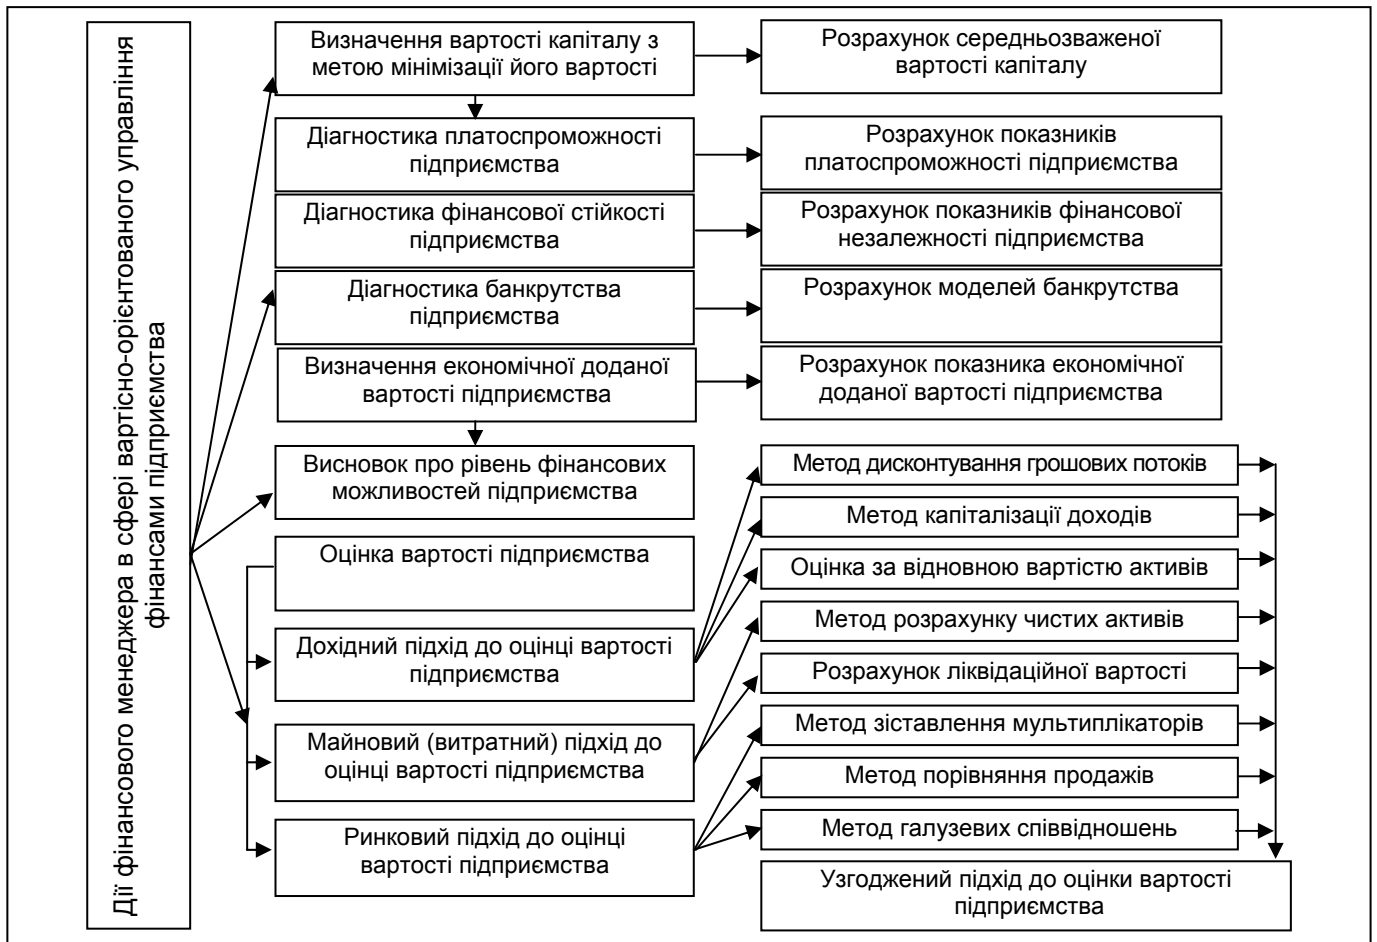 Дії фінансового менеджера в сфері вартісно-орієнтованого управління
фінансами підприємства
Визначення вартості капіталу з
метою мінімізації його вартості
Розрахунок середньозваженої
вартості капіталу
Діагностика платоспроможності
підприємства
Розрахунок показників
платоспроможності підприємства
Діагностика фінансової стійкості
підприємства
Розрахунок показників фінансової
незалежності підприємства
Діагностика банкрутства
підприємства
Розрахунок моделей банкрутства
Визначення економічної доданої
вартості підприємства
Розрахунок показника економічної
доданої вартості підприємства
Висновок про рівень фінансових
можливостей підприємства
Оцінка вартості підприємства
Дохідний підхід до оцінці вартості
підприємства
Майновий (витратний) підхід до
оцінці вартості підприємства
Ринковий підхід до оцінці
вартості підприємства
Метод дисконтування грошових потоків
Метод капіталізації доходів
Оцінка за відновною вартістю активів
Метод розрахунку чистих активів
Розрахунок ліквідаційної вартості
Метод зіставлення мультиплікаторів
Метод порівняння продажів
Метод галузевих співвідношень
Узгоджений підхід до оцінки вартості
підприємства